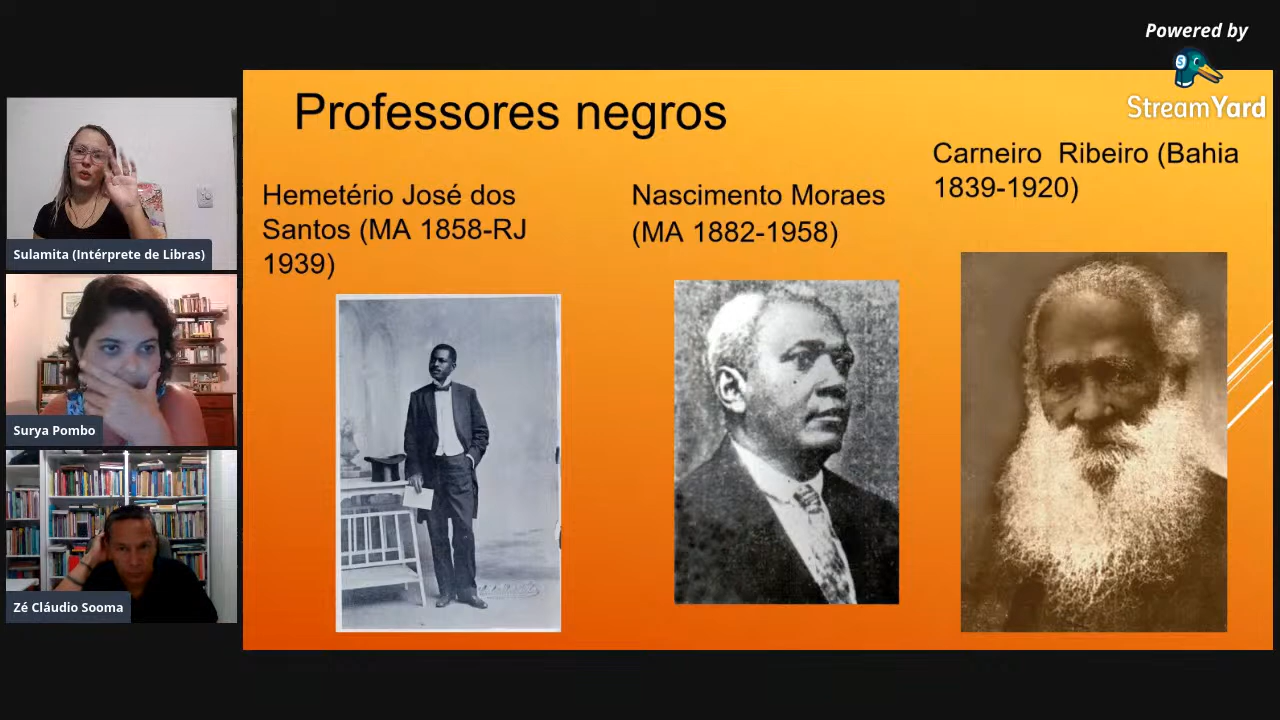 Powered by
StreamYard
Professores negros
Hemetério José dos
Santos (MA 1858-RJ
1939)
Nascimento Moraes
(MA 1882-1958)
Carneiro Ribeiro (Bahia
1839-1920)
Sulamita (Intérprete de Libras)
Surya Pombo
Zé Cláudio Sooma